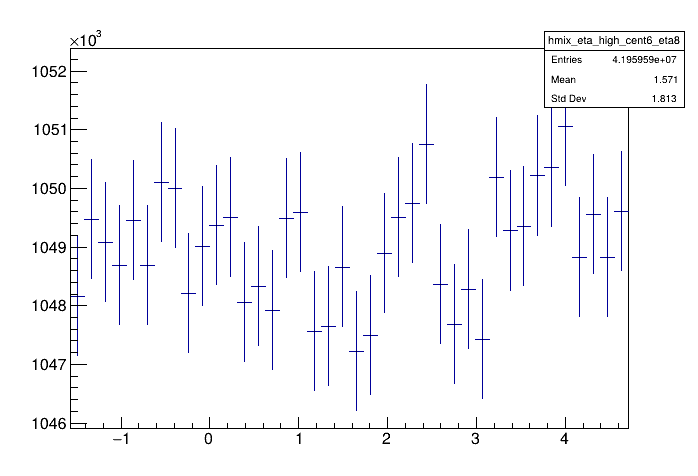 ×10³
hmix_eta_high_cent6_eta8
Entries 4.195959e+07
Mean 1.571
Std Dev 1.813
1052
1051
1050
1049
1048
1047
1046
−1 0 1 2 3 4